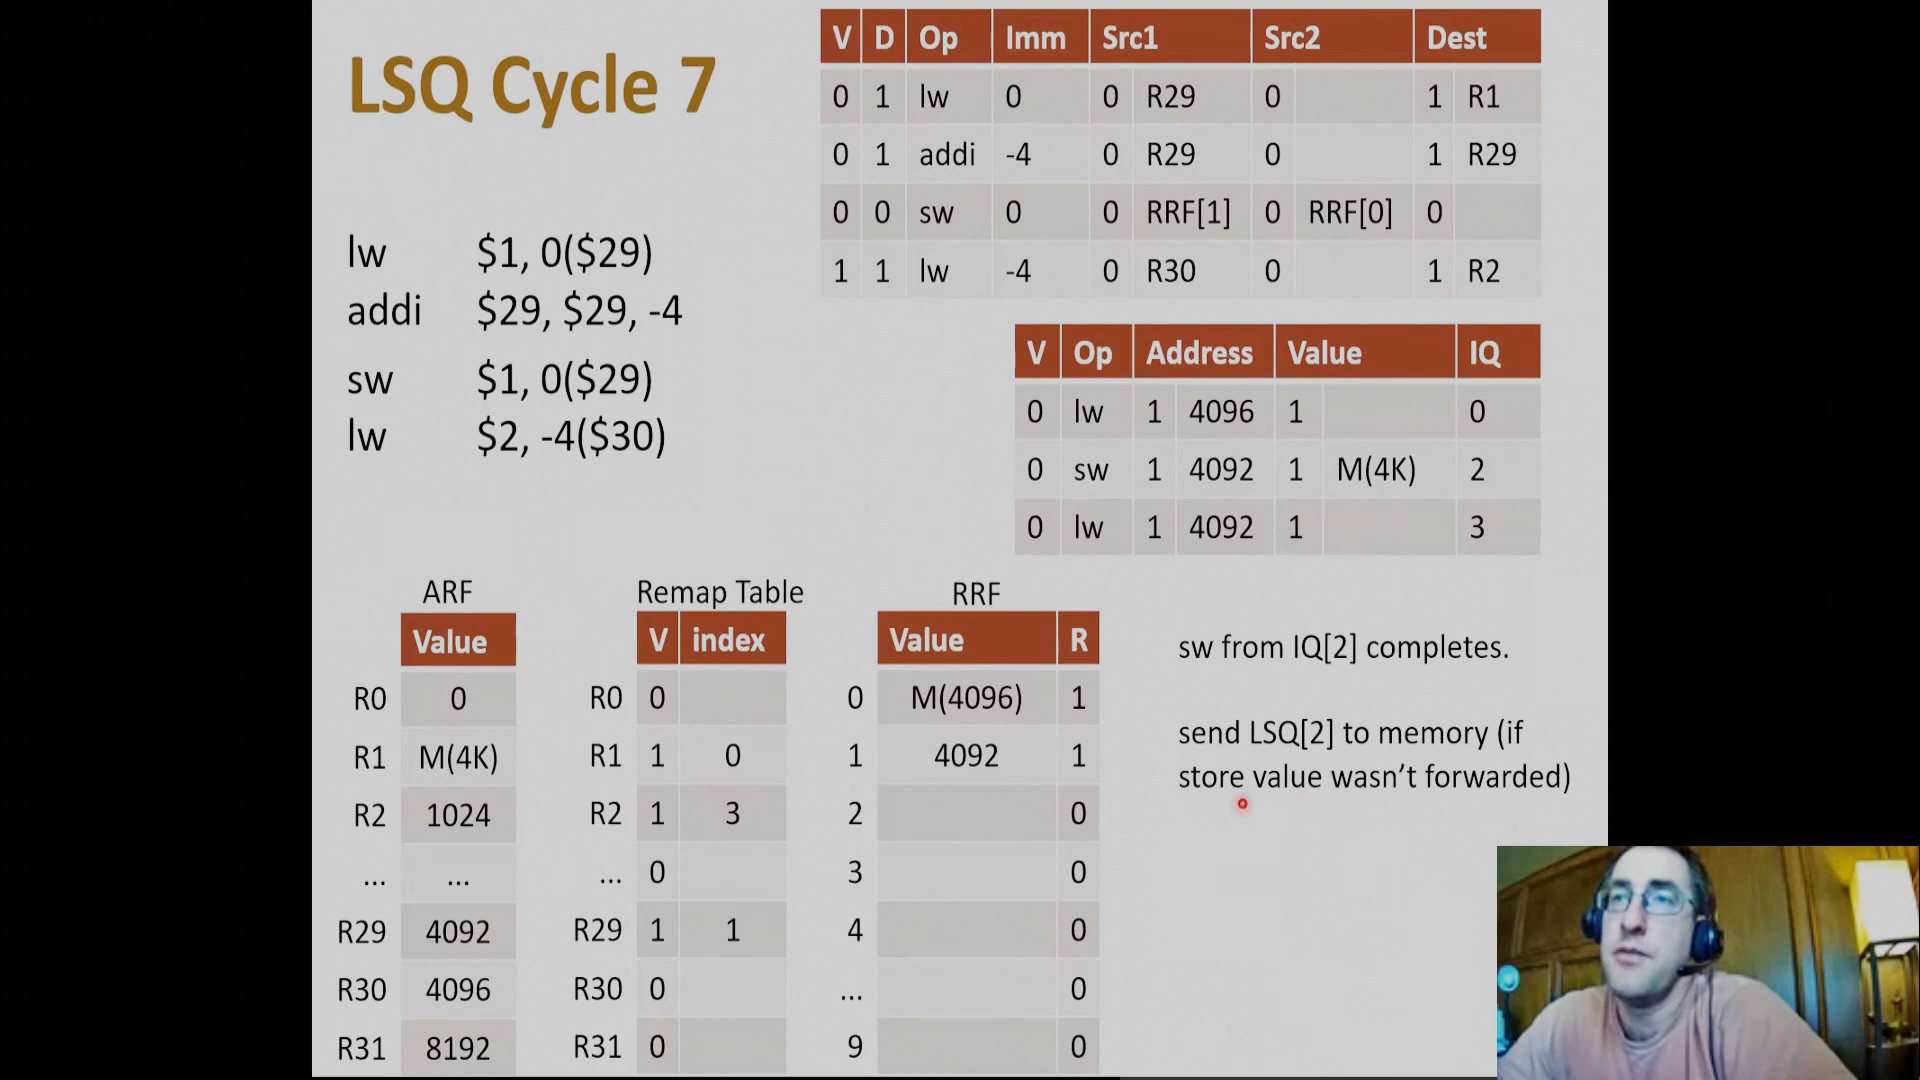 LSQ Cycle 7
lw $1, 0($29)
addi $29, $29, -4
sw $1, 0($29)
lw $2, -4($30)
V D Op Imm Src1 Src2 Dest
0 1 lw 0 0 R29 0 1 R1
0 1 addi -4 0 R29 0 1 R29
0 0 sw 0 0 RRF[1] 0 RRF[0] 0
1 1 lw -4 0 R30 0 1 R2
V Op Address Value IQ
0 lw 1 4096 1 0
0 sw 1 4092 1 M(4K) 2
0 lw 1 4092 1 3
ARF
Value
R0 0
R1 M(4K)
R2 1024
... ...
R29 4092
R30 4096
R31 8192
Remap Table
V index
R0 0
R1 1 0
R2 1 3
... 0
R29 1 1
R30 0
R31 0
RRF
Value R
0 M(4096) 1
1 4092 1
2 0
3 0
4 0
... 0
9 0
sw from IQ[2] completes.
send LSQ[2] to memory (if
store value wasn't forwarded)